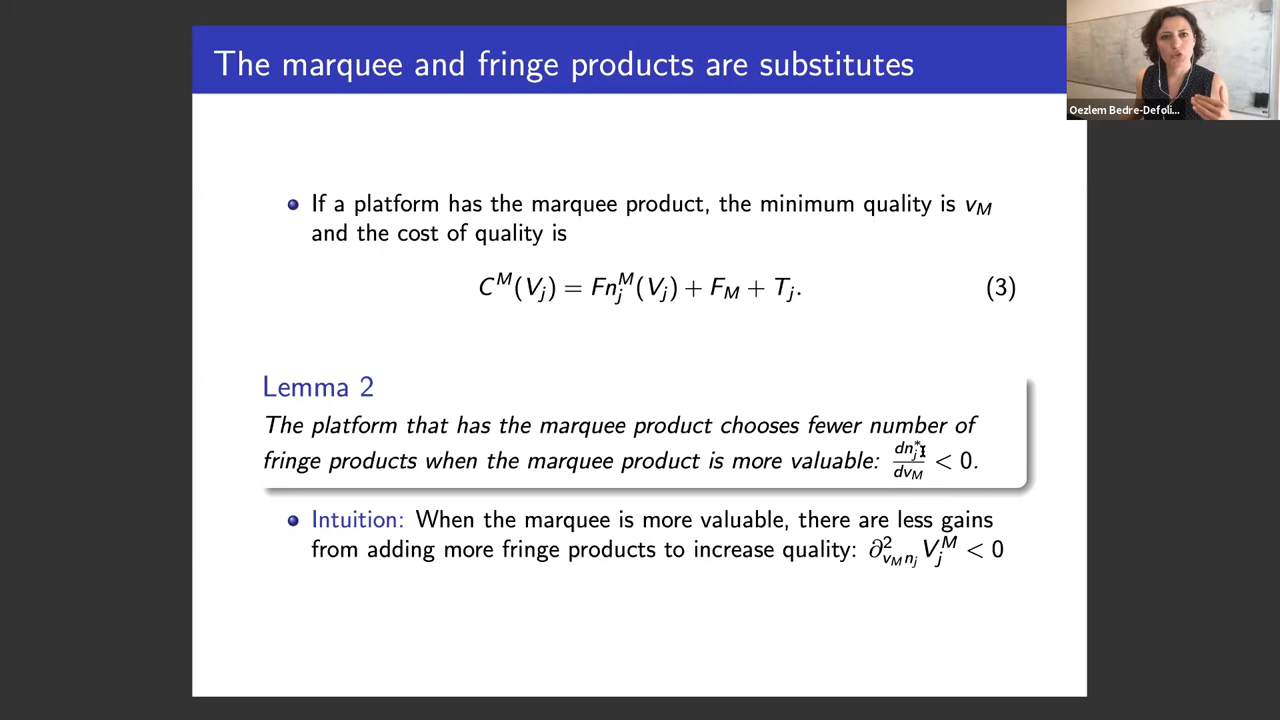 The marquee and fringe products are substitutes
Oezlem Bedre-Defoli...
If a platform has the marquee product, the minimum quality is v_M
and the cost of quality is
C^M(V_j) = Fn_j^M(V_j) + F_M + T_j. (3)
Lemma 2
The platform that has the marquee product chooses fewer number of
fringe products when the marquee product is more valuable: dn_j^*/dv_M < 0.
Intuition: When the marquee is more valuable, there are less gains
from adding more fringe products to increase quality: ∂²_{v_M n_j} V_j^M < 0